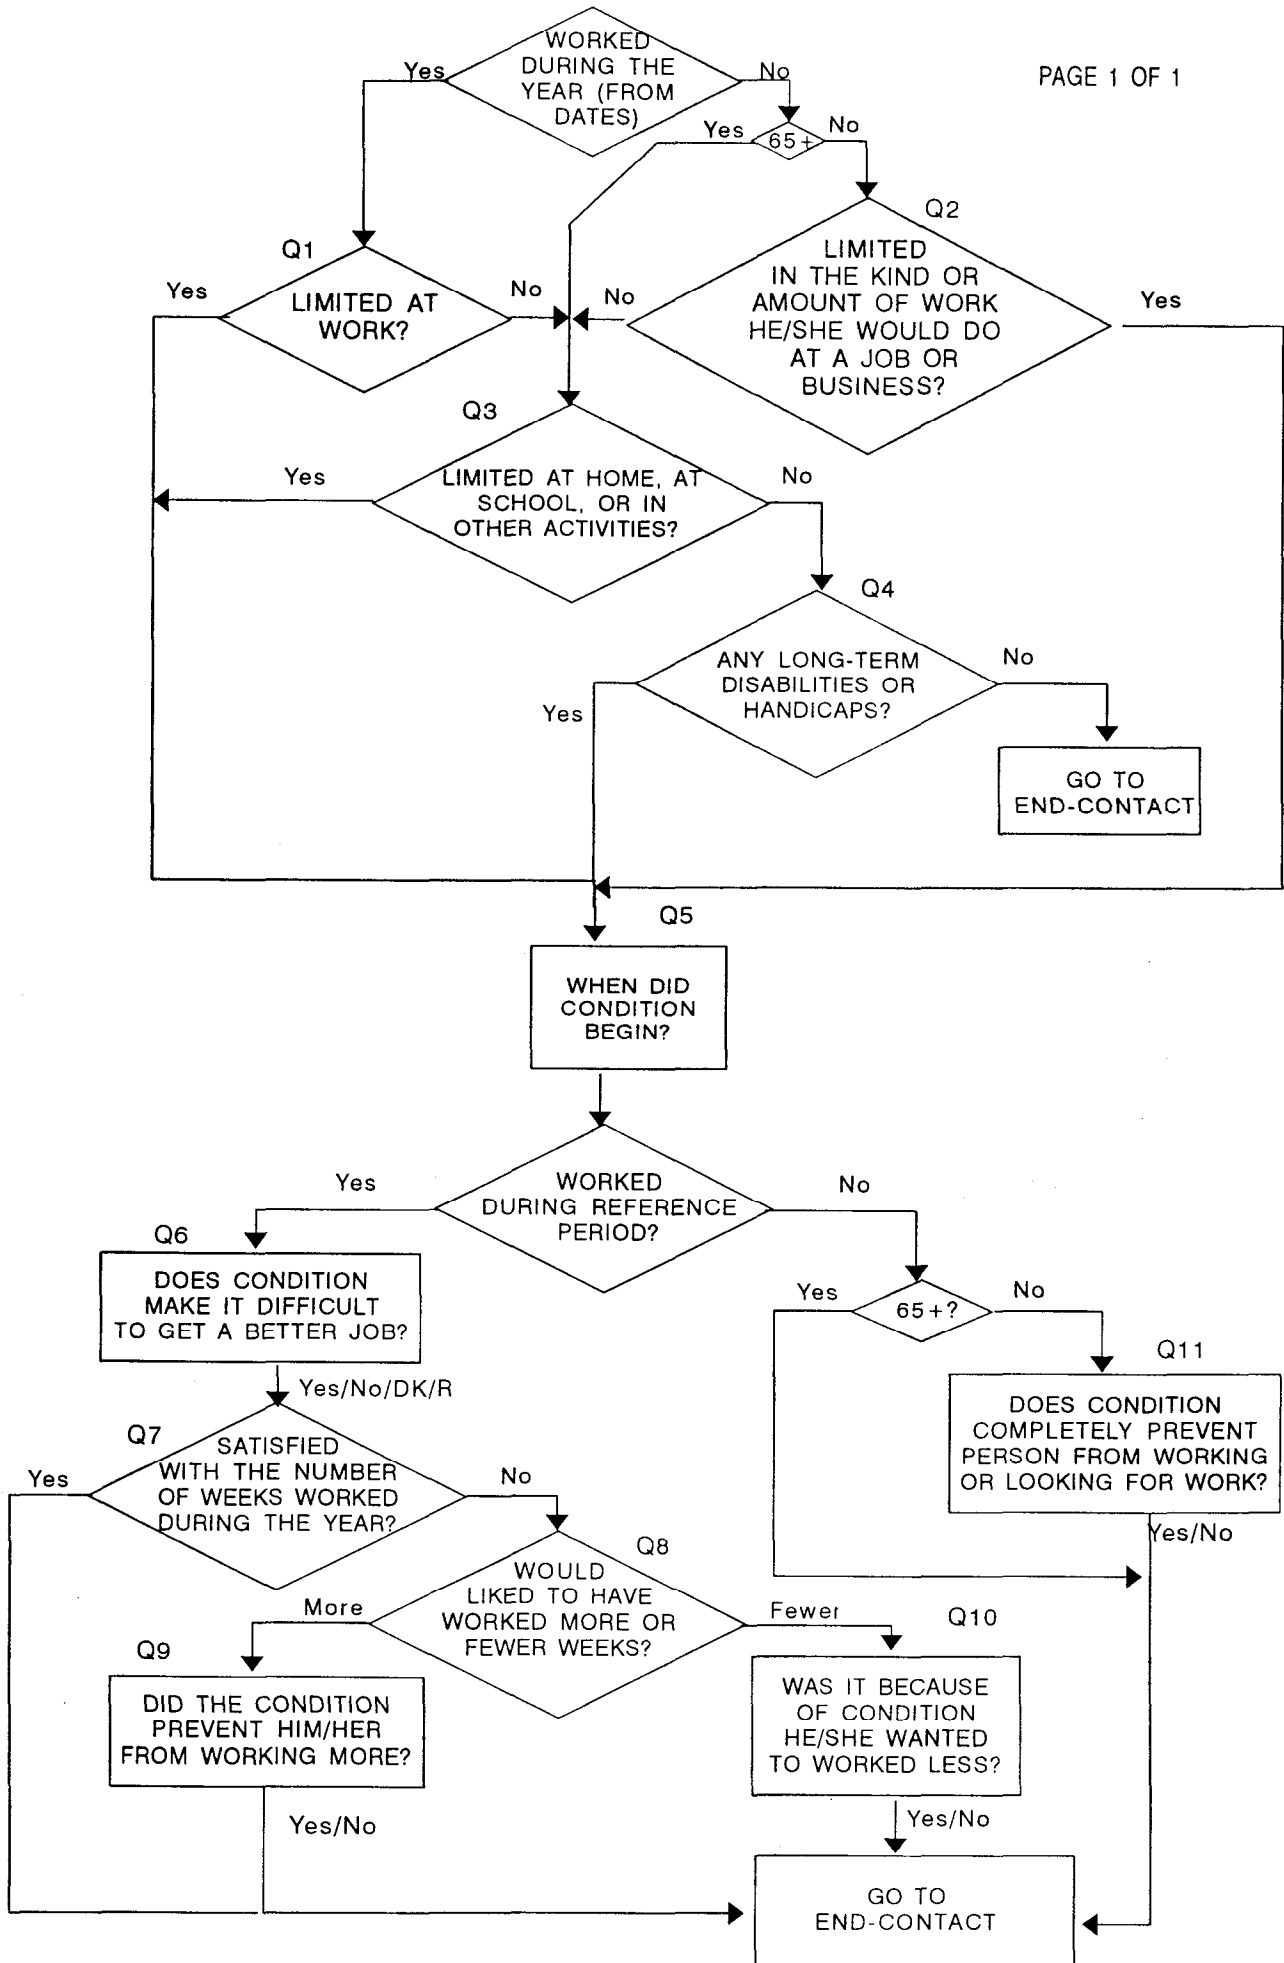 PAGE 1 OF 1
WORKED
DURING THE
YEAR (FROM
DATES)
Yes
No
65+
Yes
No
Q1
LIMITED AT
WORK?
Yes
No
Q2
LIMITED
IN THE KIND OR
AMOUNT OF WORK
HE/SHE WOULD DO
AT A JOB OR
BUSINESS?
No
Yes
Q3
LIMITED AT HOME, AT
SCHOOL, OR IN
OTHER ACTIVITIES?
Yes
No
Q4
ANY LONG-TERM
DISABILITIES OR
HANDICAPS?
Yes
No
GO TO
END-CONTACT
Q5
WHEN DID
CONDITION
BEGIN?
WORKED
DURING REFERENCE
PERIOD?
Yes
No
Q6
DOES CONDITION
MAKE IT DIFFICULT
TO GET A BETTER JOB?
Yes/No/DK/R
65+?
Yes
No
Q11
DOES CONDITION
COMPLETELY PREVENT
PERSON FROM WORKING
OR LOOKING FOR WORK?
Yes/No
Q7
SATISFIED
WITH THE NUMBER
OF WEEKS WORKED
DURING THE YEAR?
Yes
No
Q8
WOULD
LIKED TO HAVE
WORKED MORE OR
FEWER WEEKS?
More
Fewer
Q9
DID THE CONDITION
PREVENT HIM/HER
FROM WORKING MORE?
Yes/No
Q10
WAS IT BECAUSE
OF CONDITION
HE/SHE WANTED
TO WORKED LESS?
Yes/No
GO TO
END-CONTACT